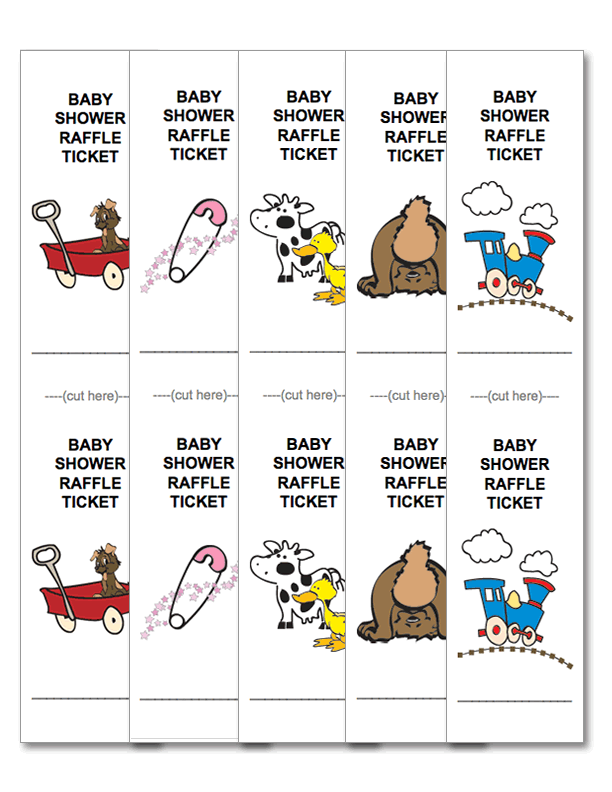 BABY
SHOWER
RAFFLE
TICKET
----(cut here)--
BABY
SHOWER
RAFFLE
TICKET
BABY
SHOWER
RAFFLE
TICKET
----(cut here)---
BABY
SHOWER
RAFFLE
TICKET
BABY
SHOWER
RAFFLE
TICKET
----(cut here)--
BABY
SHOWER
RAFFLE
TICKET
BABY
SHOWER
RAFFLE
TICKET
----(cut here)--
BABY
SHOWER
RAFFLE
TICKET
BABY
SHOWER
RAFFLE
TICKET
----(cut here)----
BABY
SHOWER
RAFFLE
TICKET